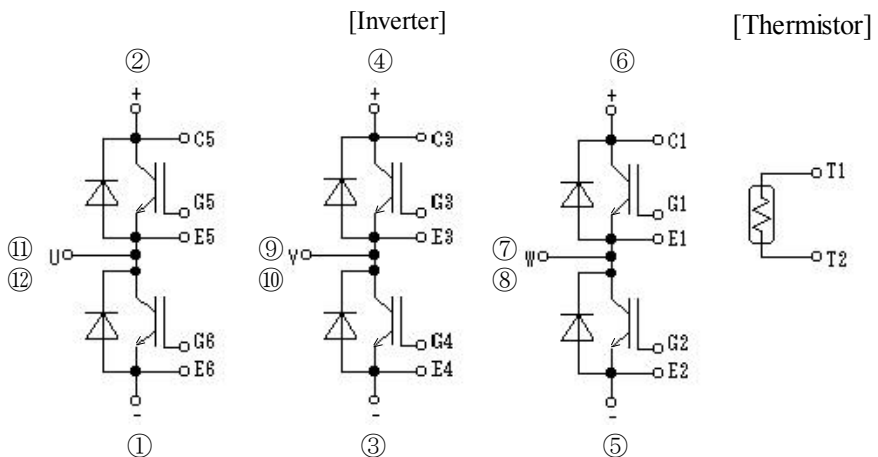 [Inverter]
[Thermistor]
② ④ ⑥
+ + +
C5 C3 C1
T1
G5 G3 G1
E5 E3 E1
⑪ U ⑨ V ⑦ W
T2
⑫ ⑩ ⑧
G6 G4 G2
E6 E4 E2
- - -
① ③ ⑤